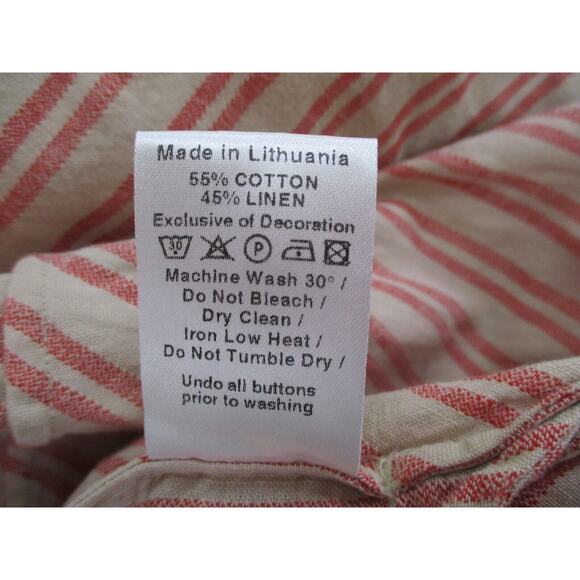 Made in Lithuania
55% COTTON
45% LINEN
Exclusive of Decoration
30 P
Machine Wash 30° /
Do Not Bleach /
Dry Clean /
Iron Low Heat /
Do Not Tumble Dry /
Undo all buttons
prior to washing